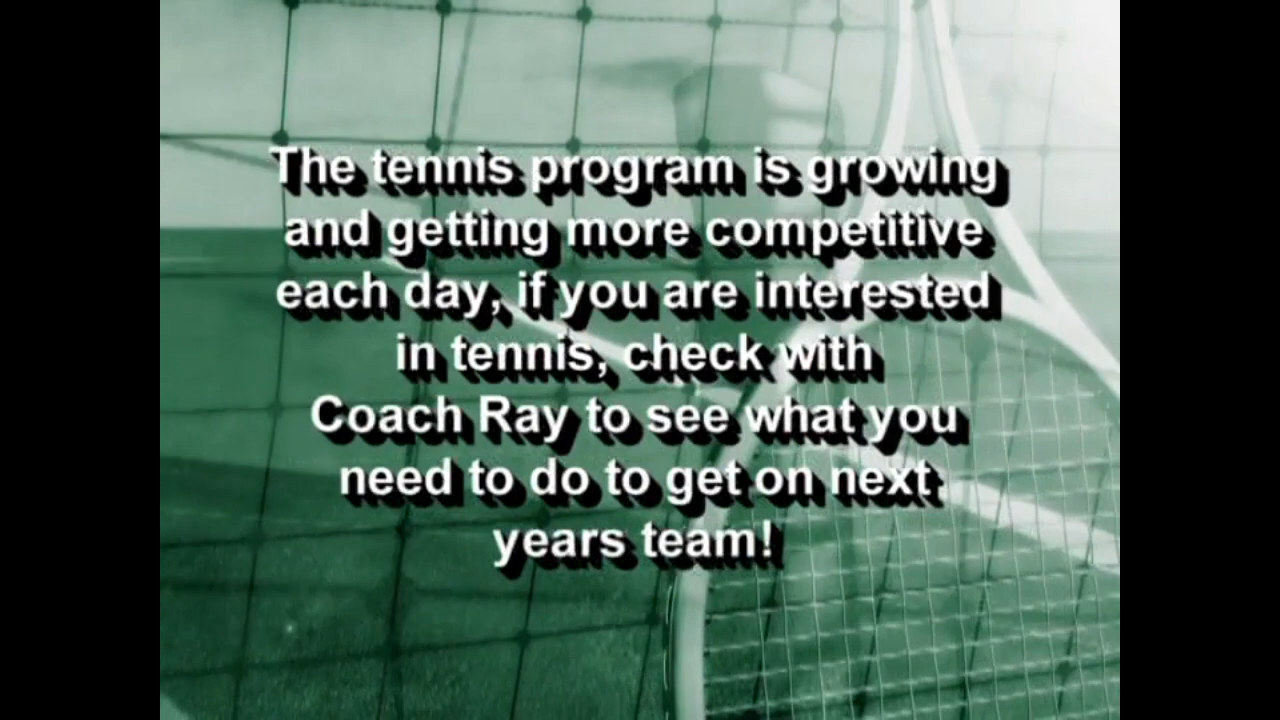 The tennis program is growing
and getting more competitive
each day, if you are interested
in tennis, check with
Coach Ray to see what you
need to do to get on next
years team!